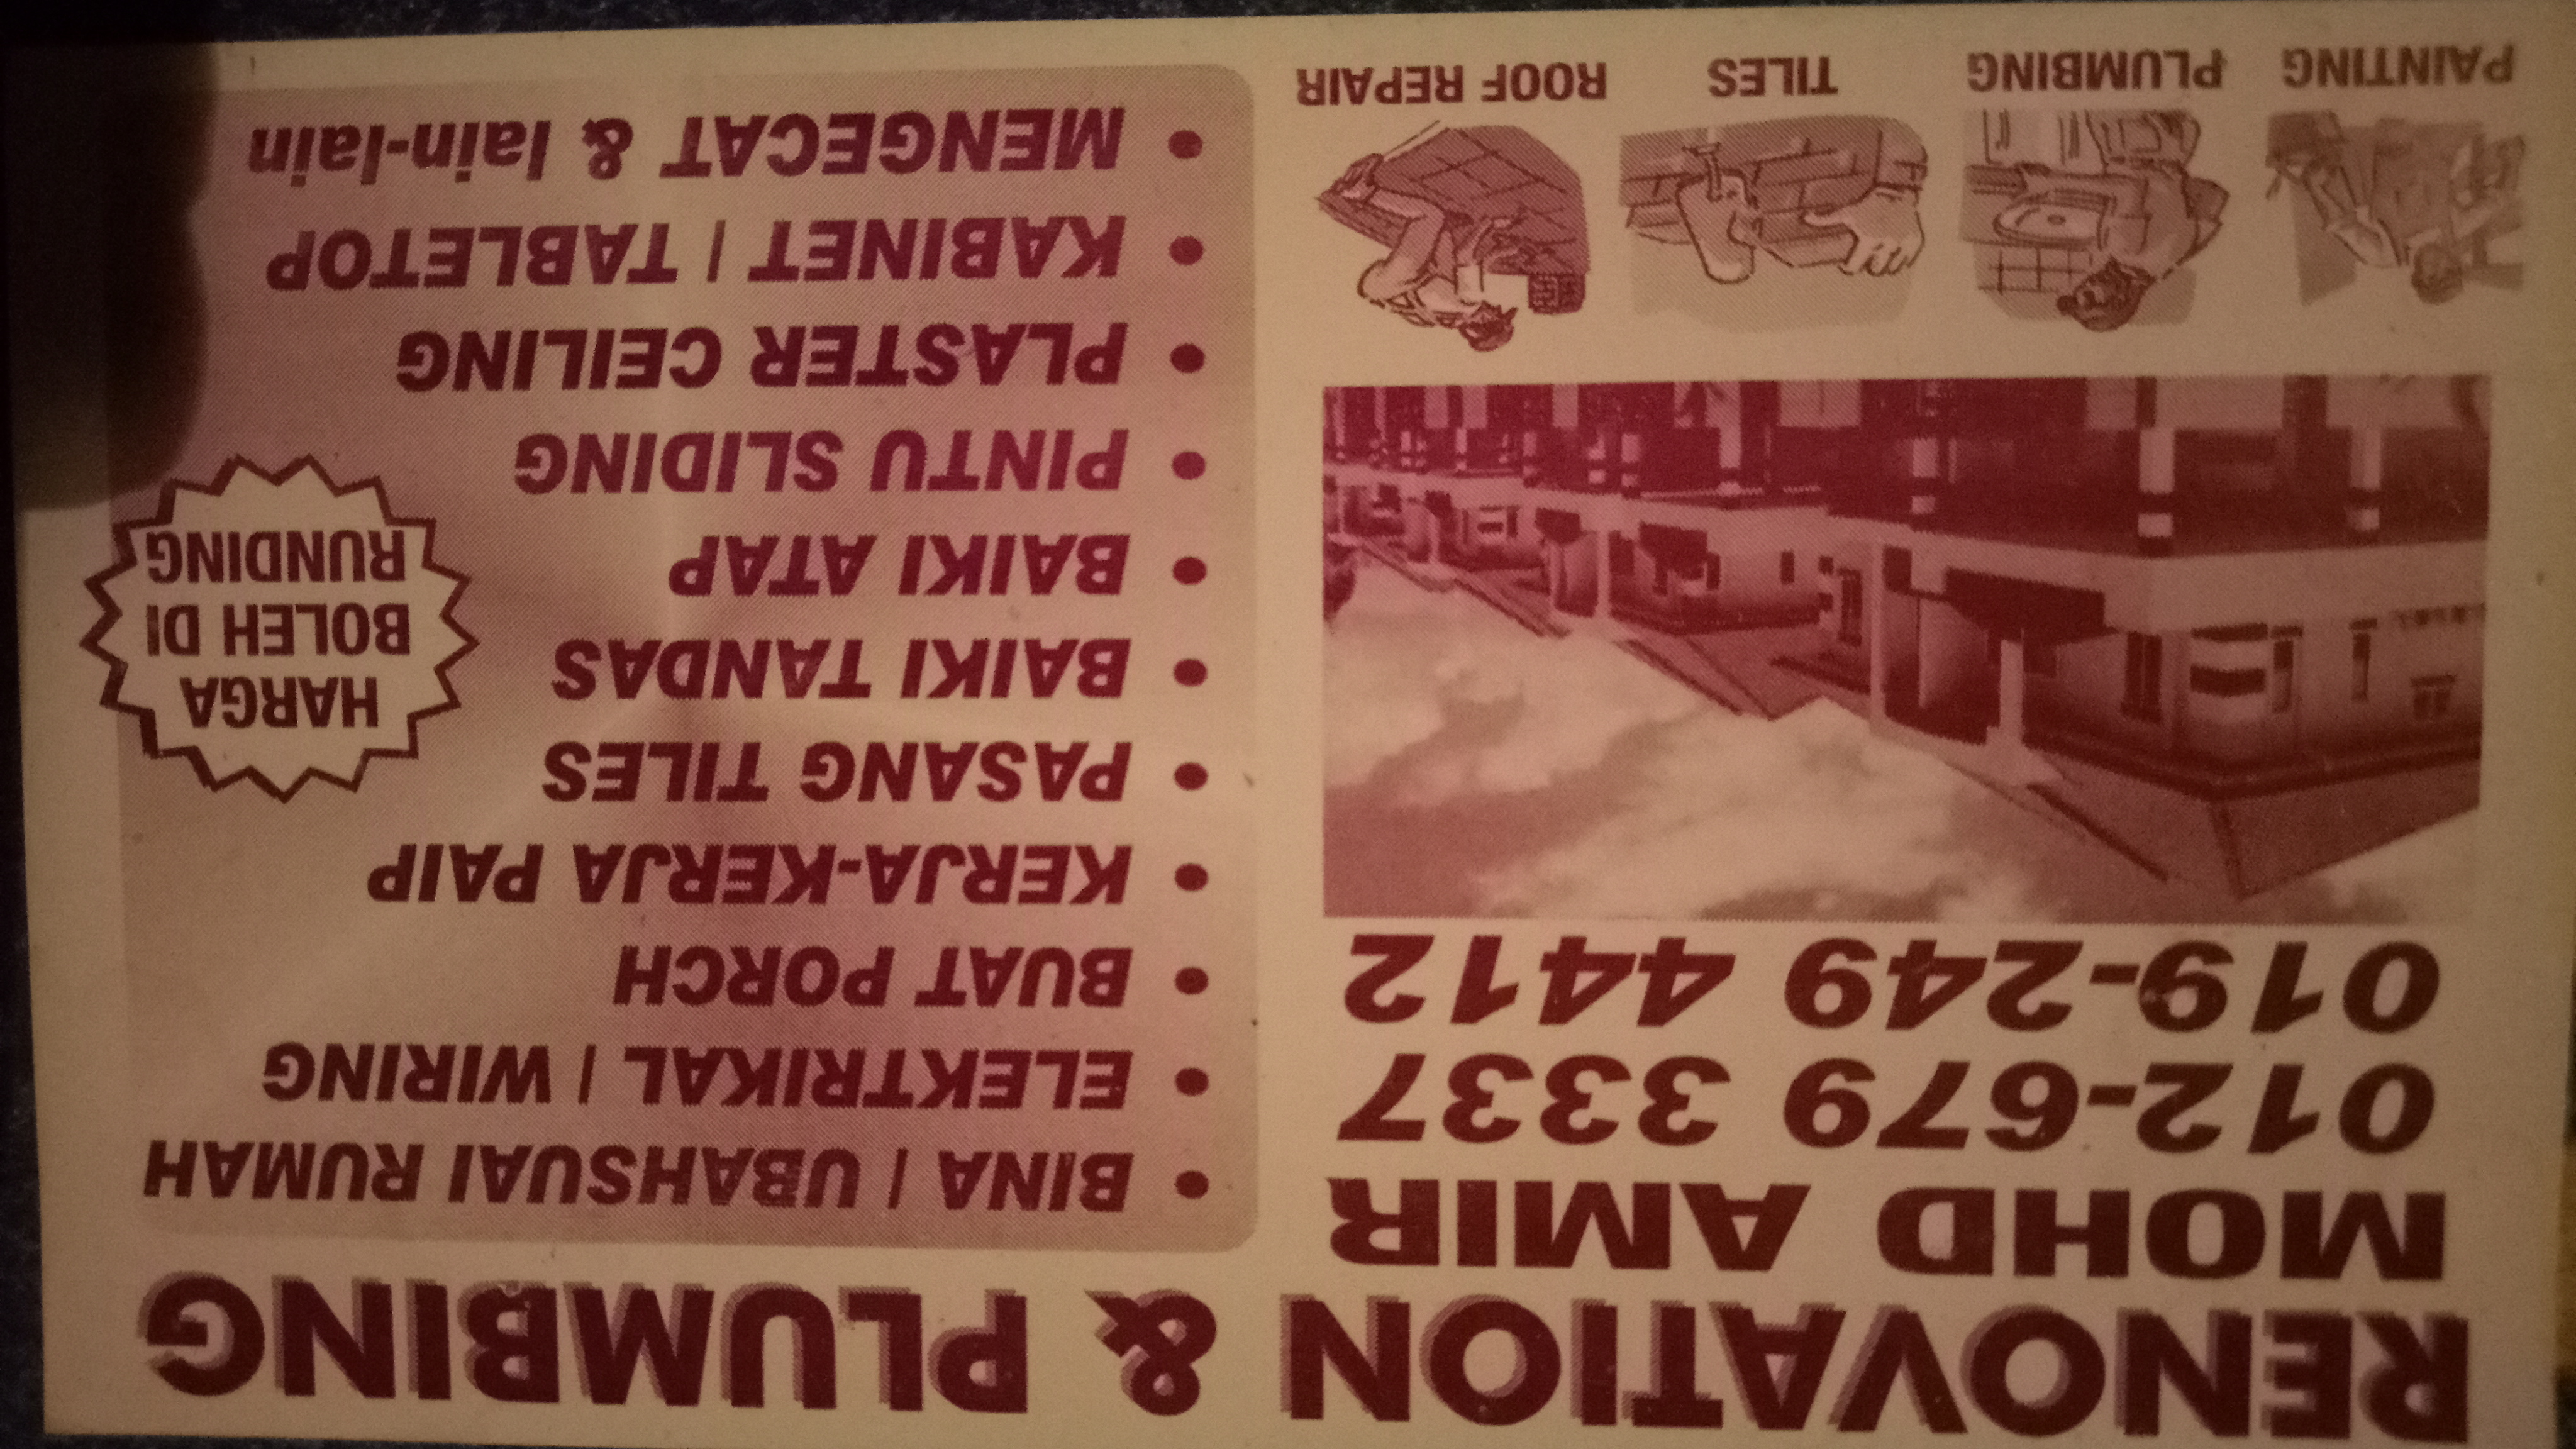 RENOVATION & PLUMBING
MOHD AMIR
012-679 3337
019-249 4412
PAINTING
PLUMBING
TILES
ROOF REPAIR
• BINA / UBAHSUAI RUMAH
• ELEKTRIKAL / WIRING
• BUAT PORCH
• KERJA-KERJA PAIP
• PASANG TILES
• BAIKI TANDAS
• BAIKI ATAP
• PINTU SLIDING
• PLASTER CEILING
• KABINET / TABLETOP
• MENGECAT & lain-lain
HARGA
BOLEH DI
RUNDING